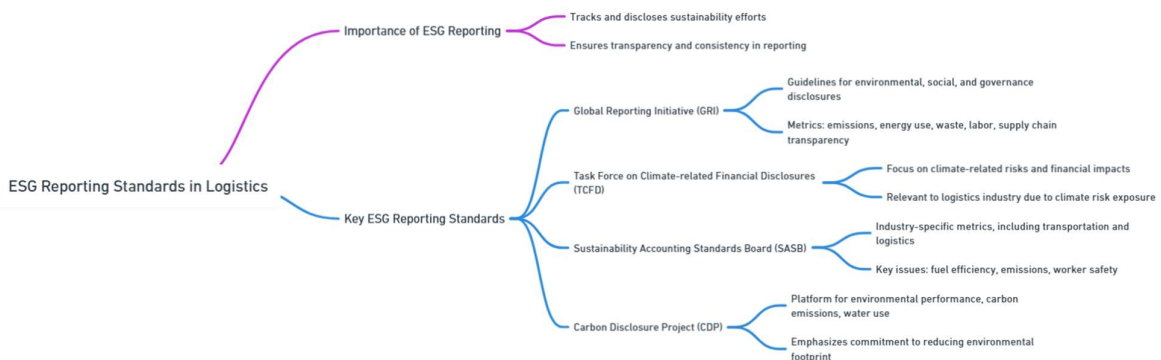 ESG Reporting Standards in Logistics
Importance of ESG Reporting
Tracks and discloses sustainability efforts
Ensures transparency and consistency in reporting
Key ESG Reporting Standards
Global Reporting Initiative (GRI)
Guidelines for environmental, social, and governance
disclosures
Metrics: emissions, energy use, waste, labor, supply chain
transparency
Task Force on Climate-related Financial Disclosures
(TCFD)
Focus on climate-related risks and financial impacts
Relevant to logistics industry due to climate risk exposure
Sustainability Accounting Standards Board (SASB)
Industry-specific metrics, including transportation and
logistics
Key issues: fuel efficiency, emissions, worker safety
Carbon Disclosure Project (CDP)
Platform for environmental performance, carbon
emissions, water use
Emphasizes commitment to reducing environmental
footprint